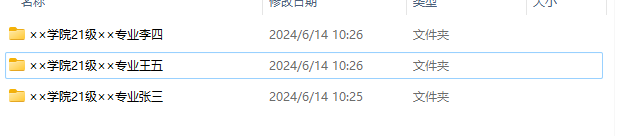 名称 修改日期 类型 大小
××学院21级××专业李四 2024/6/14 10:26 文件夹
××学院21级××专业王五 2024/6/14 10:26 文件夹
××学院21级××专业张三 2024/6/14 10:25 文件夹